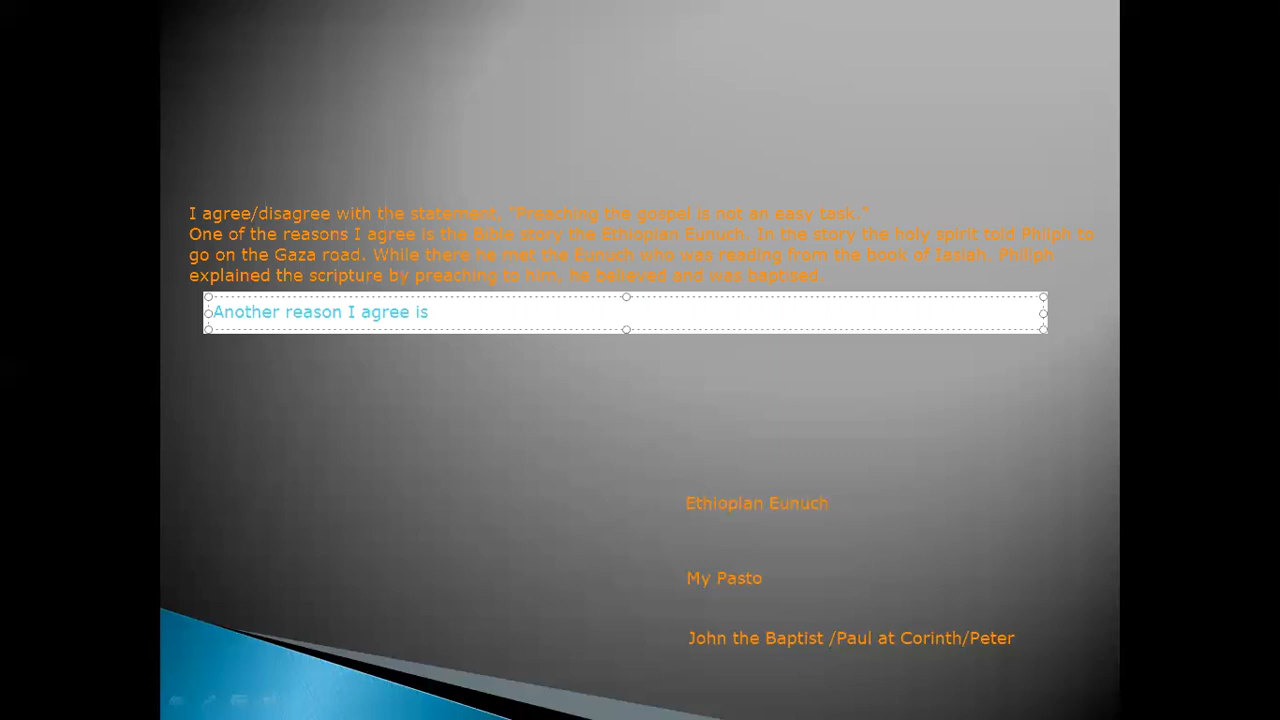 I agree/disagree with the statement, "Preaching the gospel is not an easy task."
One of the reasons I agree is the Bible story the Ethiopian Eunuch. In the story the holy spirit told Philph to
go on the Gaza road. While there he met the Eunuch who was reading from the book of Iasiah. Philiph
explained the scripture by preaching to him, he believed and was baptised.
Another reason I agree is
Ethiopian Eunuch
My Pasto
John the Baptist /Paul at Corinth/Peter